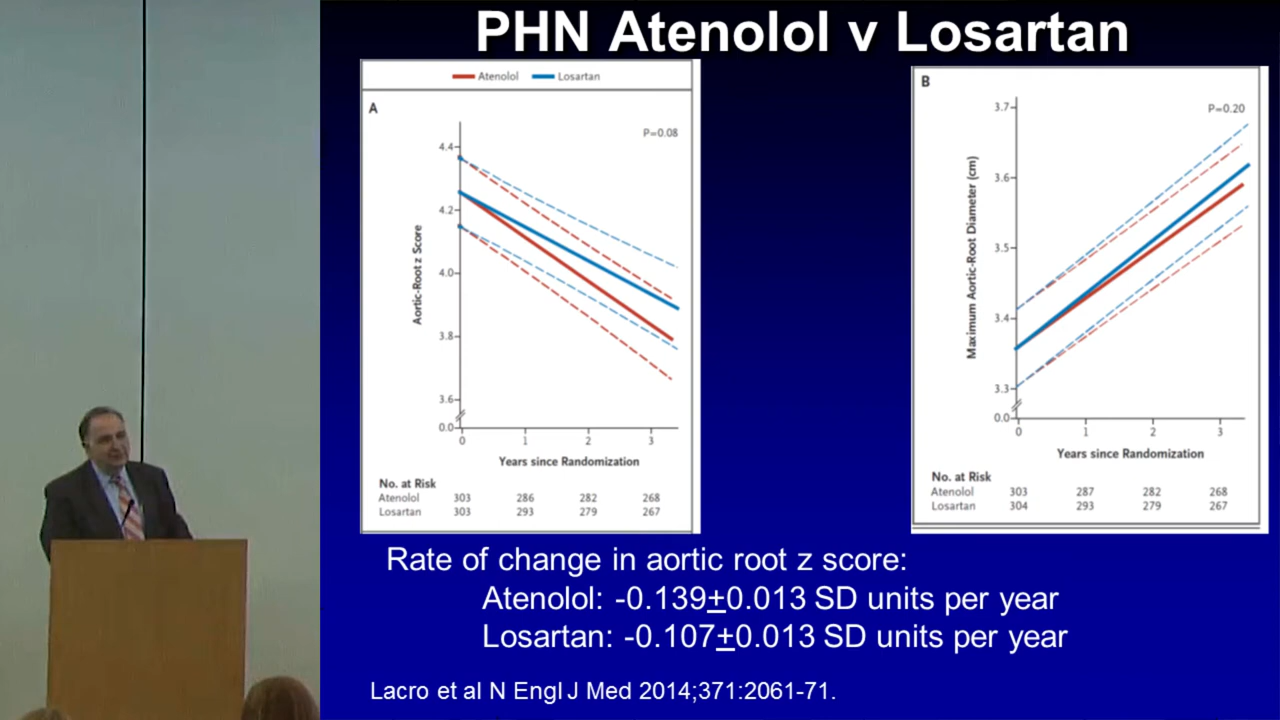 PHN Atenolol v Losartan
Atenolol Losartan
A
P=0.08
4.4
4.2
4.0
3.8
3.6
0.0
Aortic-Root z Score
0 1 2 3
Years since Randomization
No. at Risk
Atenolol 303 286 282 268
Losartan 303 293 279 267
B
P=0.20
3.7
3.6
3.5
3.4
3.3
0.0
Maximum Aortic-Root Diameter (cm)
0 1 2 3
Years since Randomization
No. at Risk
Atenolol 303 287 282 268
Losartan 304 293 279 267
Rate of change in aortic root z score:
Atenolol: -0.139±0.013 SD units per year
Losartan: -0.107±0.013 SD units per year
Lacro et al N Engl J Med 2014;371:2061-71.